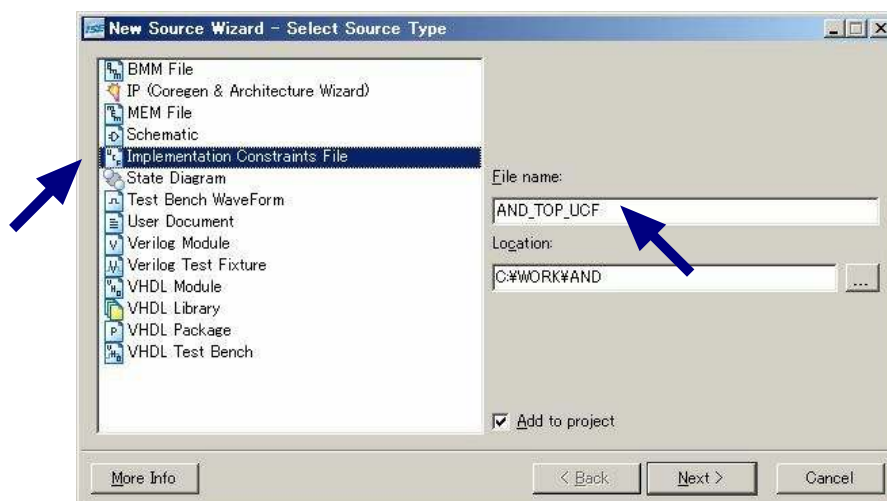 ISE New Source Wizard - Select Source Type
BMM File
IP (Coregen & Architecture Wizard)
MEM File
Schematic
Implementation Constraints File
State Diagram
Test Bench WaveForm
User Document
Verilog Module
Verilog Test Fixture
VHDL Module
VHDL Library
VHDL Package
VHDL Test Bench
File name:
AND_TOP_UCF
Location:
C:¥WORK¥AND
...
Add to project
More Info
< Back
Next >
Cancel